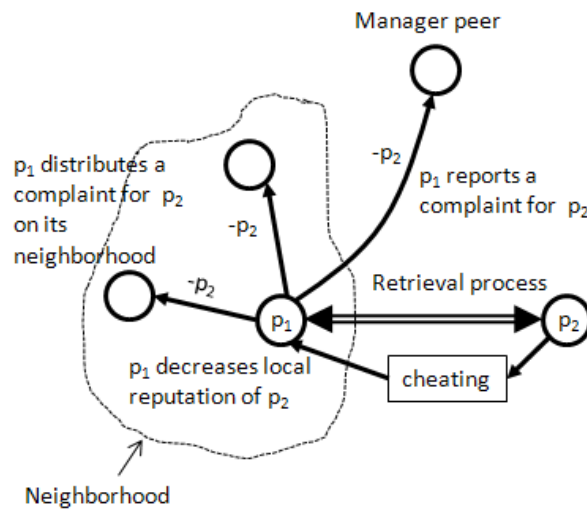 Manager peer
-p2
p1 reports a
complaint for p2
p1 distributes a
complaint for p2
on its
neighborhood
-p2
-p2
Retrieval process
p1
p2
cheating
p1 decreases local
reputation of p2
Neighborhood